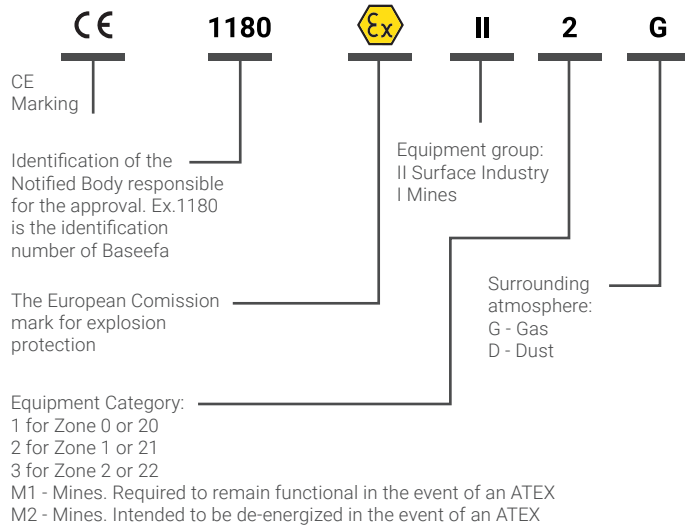 CE 1180 Ex II 2 G
CE
Marking
Identification of the
Notified Body responsible
for the approval. Ex.1180
is the identification
number of Baseefa
Equipment group:
II Surface Industry
I Mines
The European Comission
mark for explosion
protection
Surrounding
atmosphere:
G - Gas
D - Dust
Equipment Category:
1 for Zone 0 or 20
2 for Zone 1 or 21
3 for Zone 2 or 22
M1 - Mines. Required to remain functional in the event of an ATEX
M2 - Mines. Intended to be de-energized in the event of an ATEX